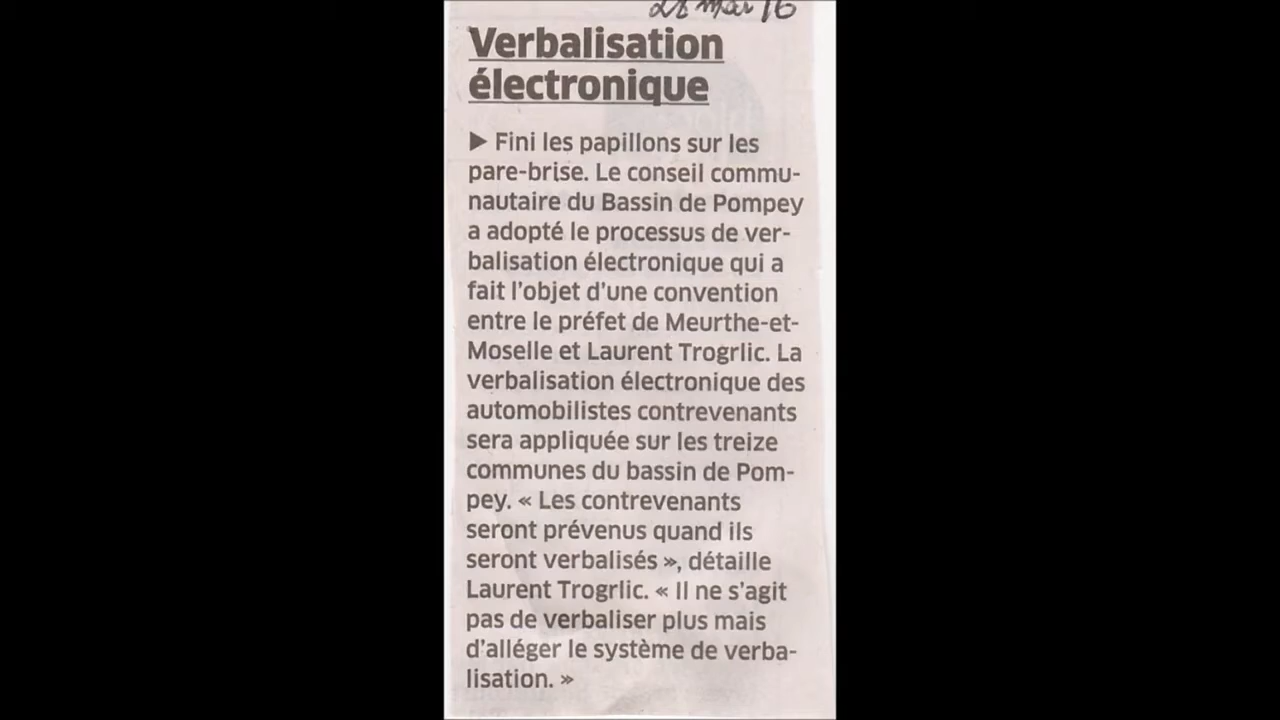 28 mai 16
Verbalisation
électronique
▶ Fini les papillons sur les
pare-brise. Le conseil commu-
nautaire du Bassin de Pompey
a adopté le processus de ver-
balisation électronique qui a
fait l'objet d'une convention
entre le préfet de Meurthe-et-
Moselle et Laurent Trogrlic. La
verbalisation électronique des
automobilistes contrevenants
sera appliquée sur les treize
communes du bassin de Pom-
pey. « Les contrevenants
seront prévenus quand ils
seront verbalisés », détaille
Laurent Trogrlic. « Il ne s'agit
pas de verbaliser plus mais
d'alléger le système de verba-
lisation. »